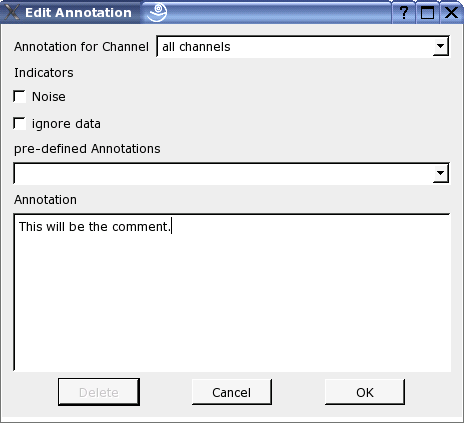 Edit Annotation
Annotation for Channel all channels
Indicators
Noise
ignore data
pre-defined Annotations
Annotation
This will be the comment.
Delete Cancel OK